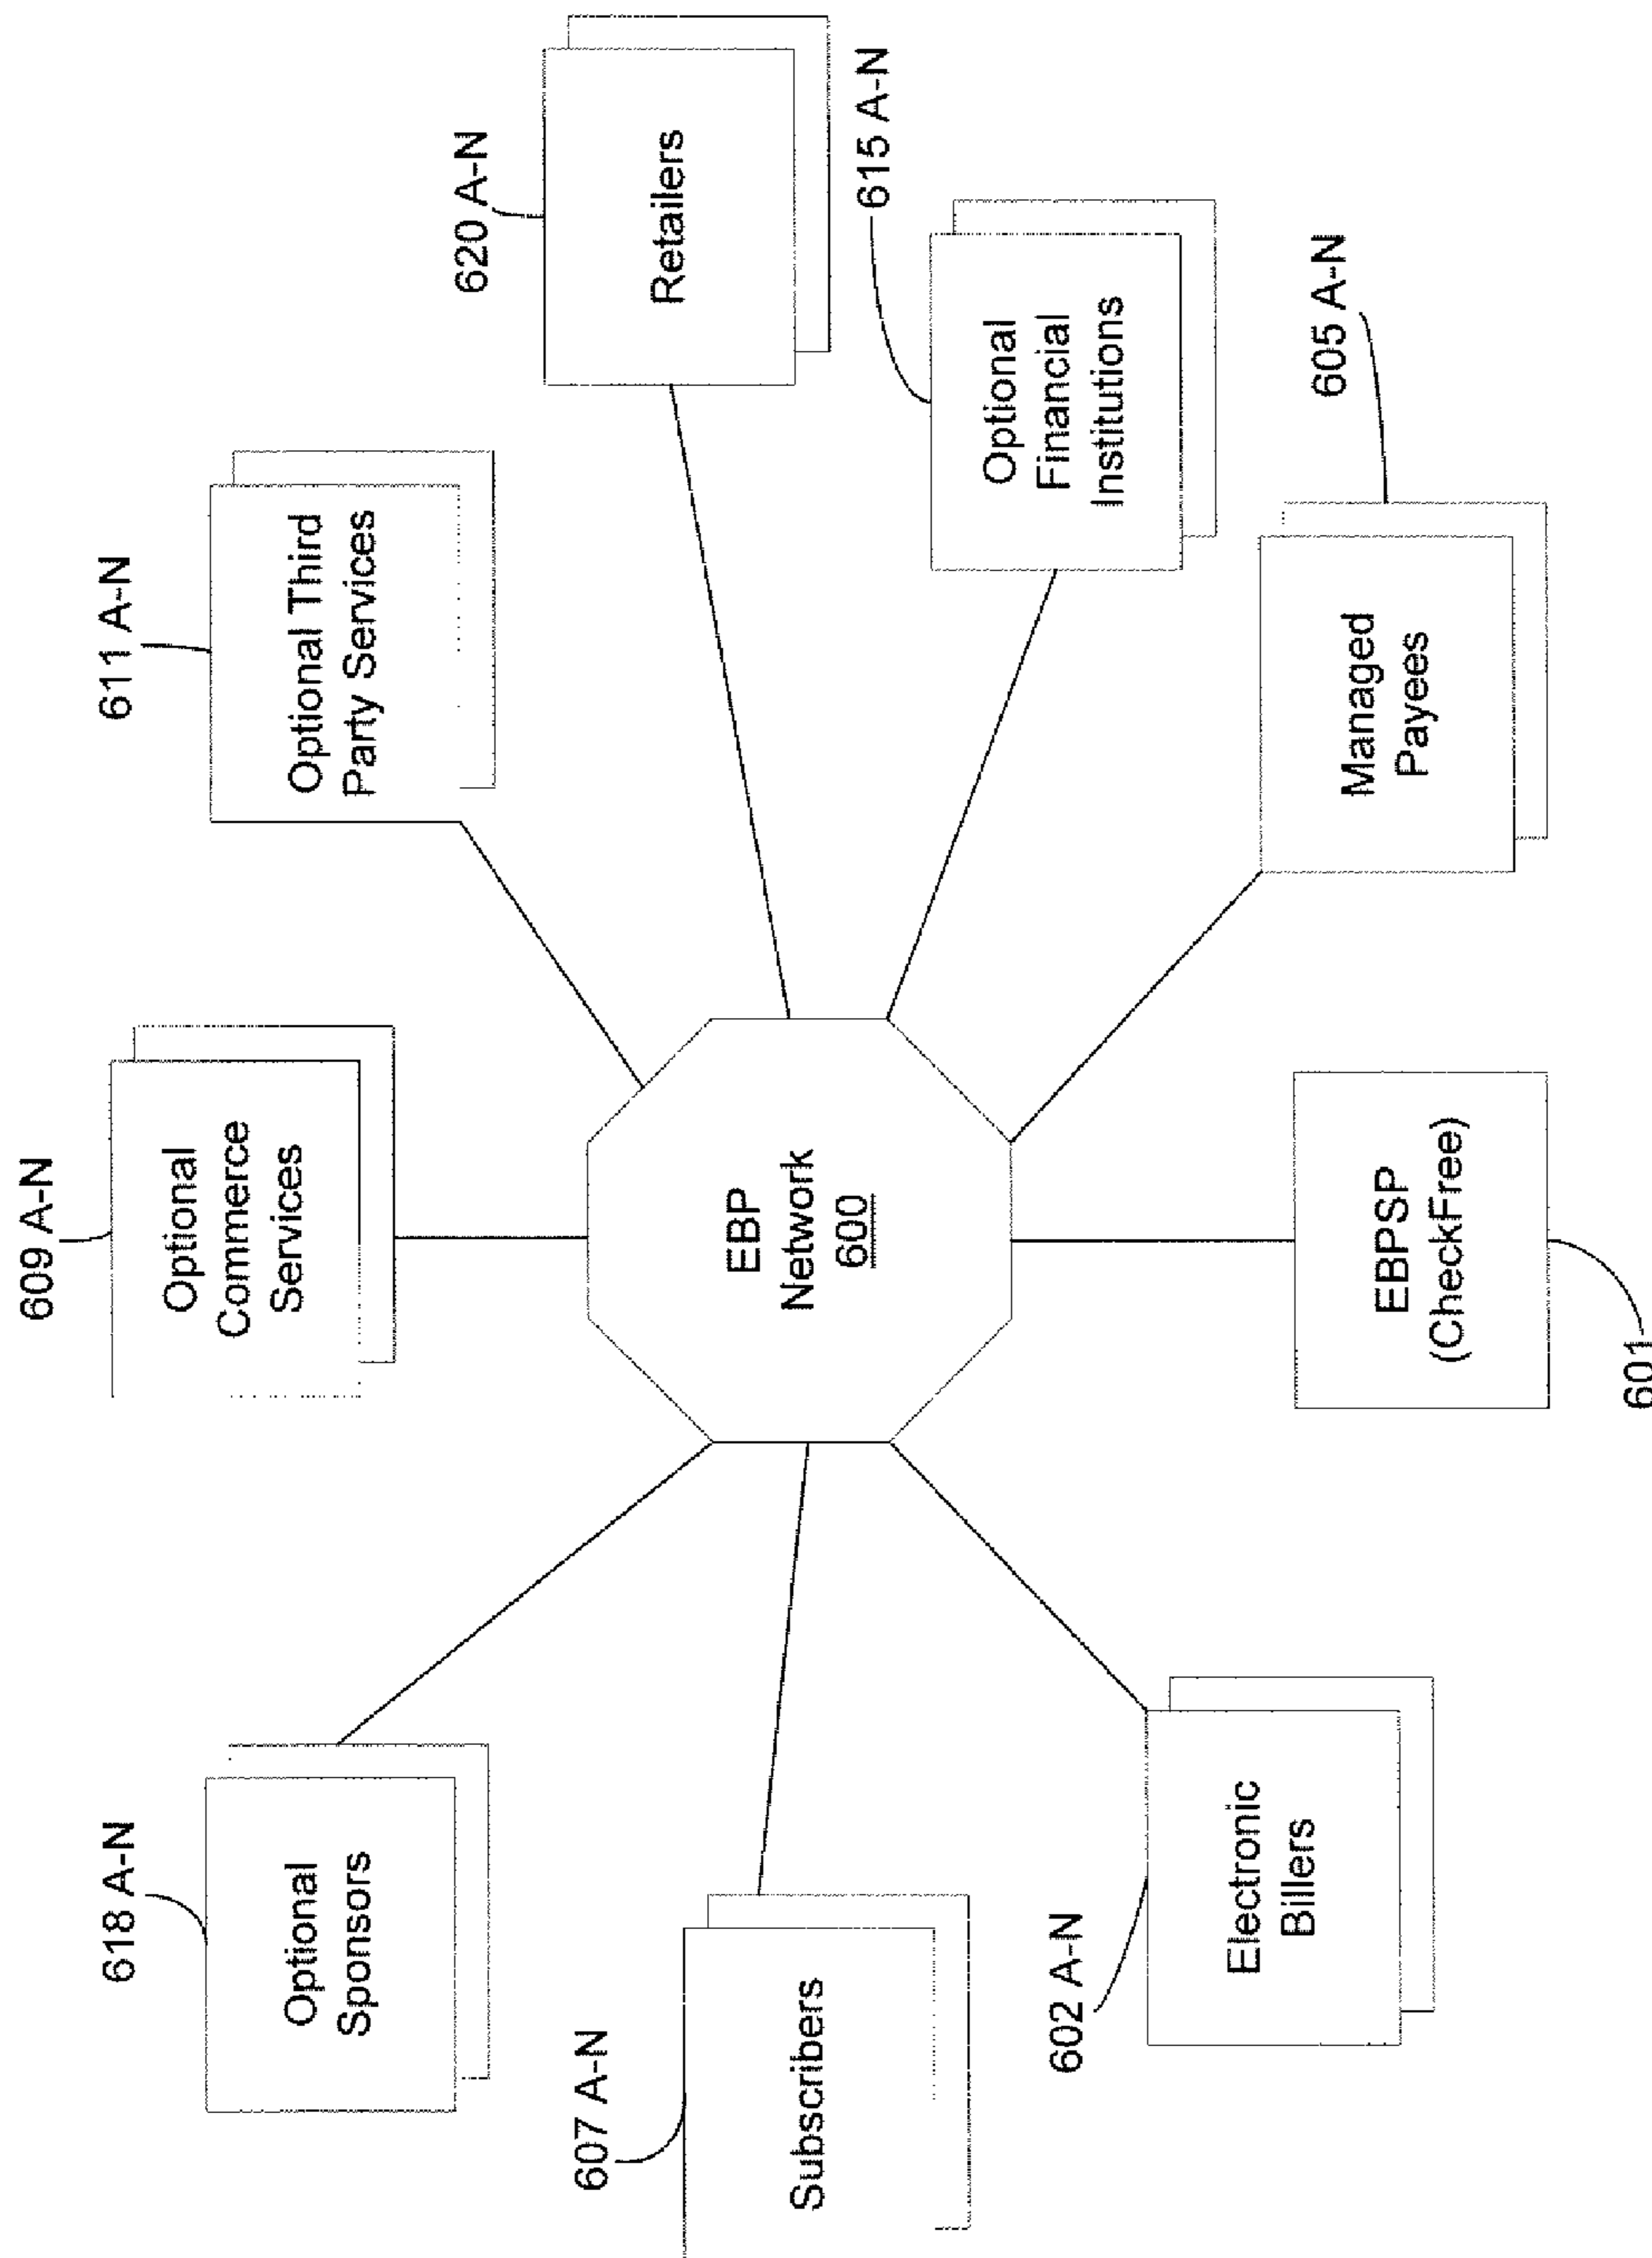 609 A-N
Optional
Commerce
Services
611 A-N
Optional Third
Party Services
618 A-N
Optional
Sponsors
620 A-N
Retailers
607 A-N
Subscribers
EBP
Network
600
615 A-N
Optional
Financial
Institutions
602 A-N
Electronic
Billers
EBPSP
(CheckFree)
601
605 A-N
Managed
Payees